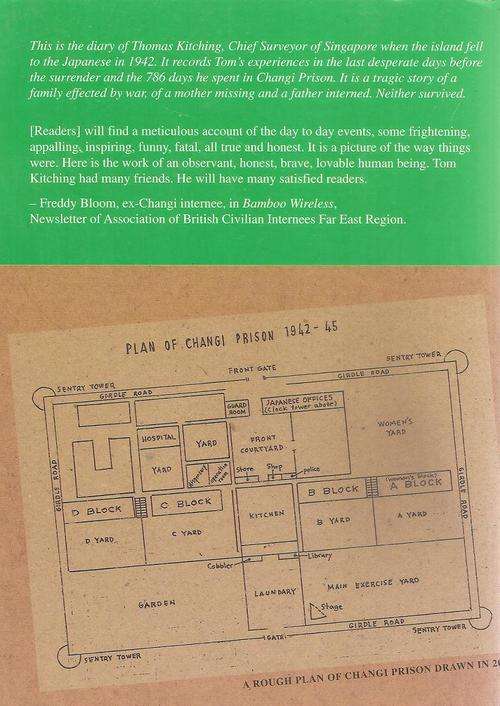 This is the diary of Thomas Kitching, Chief Surveyor of Singapore when the island fell
to the Japanese in 1942. It records Tom's experiences in the last desperate days before
the surrender and the 786 days he spent in Changi Prison. It is a tragic story of a
family effected by war, of a mother missing and a father interned. Neither survived.
[Readers] will find a meticulous account of the day to day events, some frightening,
appalling, inspiring, funny, fatal, all true and honest. It is a picture of the way things
were. Here is the work of an observant, honest, brave, lovable human being. Tom
Kitching had many friends. He will have many satisfied readers.
– Freddy Bloom, ex-Changi internee, in Bamboo Wireless,
Newsletter of Association of British Civilian Internees Far East Region.
PLAN OF CHANGI PRISON 1942-45
FRONT GATE
SENTRY TOWER
GIRDLE ROAD
SENTRY TOWER
GIRDLE ROAD
GUARD
ROOM
JAPANESE OFFICES
(Clock tower above)
WOMEN'S
YARD
HOSPITAL
YARD
FRONT
COURTYARD
YARD
Store
Shop
police
GIRDLE ROAD
D BLOCK
C BLOCK
KITCHEN
B BLOCK
(women's block)
A BLOCK
GIRDLE ROAD
D YARD
C YARD
B YARD
A YARD
Cobbler
Library
GARDEN
LAUNDARY
MAIN EXERCISE YARD
Stage
GIRDLE ROAD
SENTRY TOWER
GATE
SENTRY TOWER
A ROUGH PLAN OF CHANGI PRISON DRAWN IN